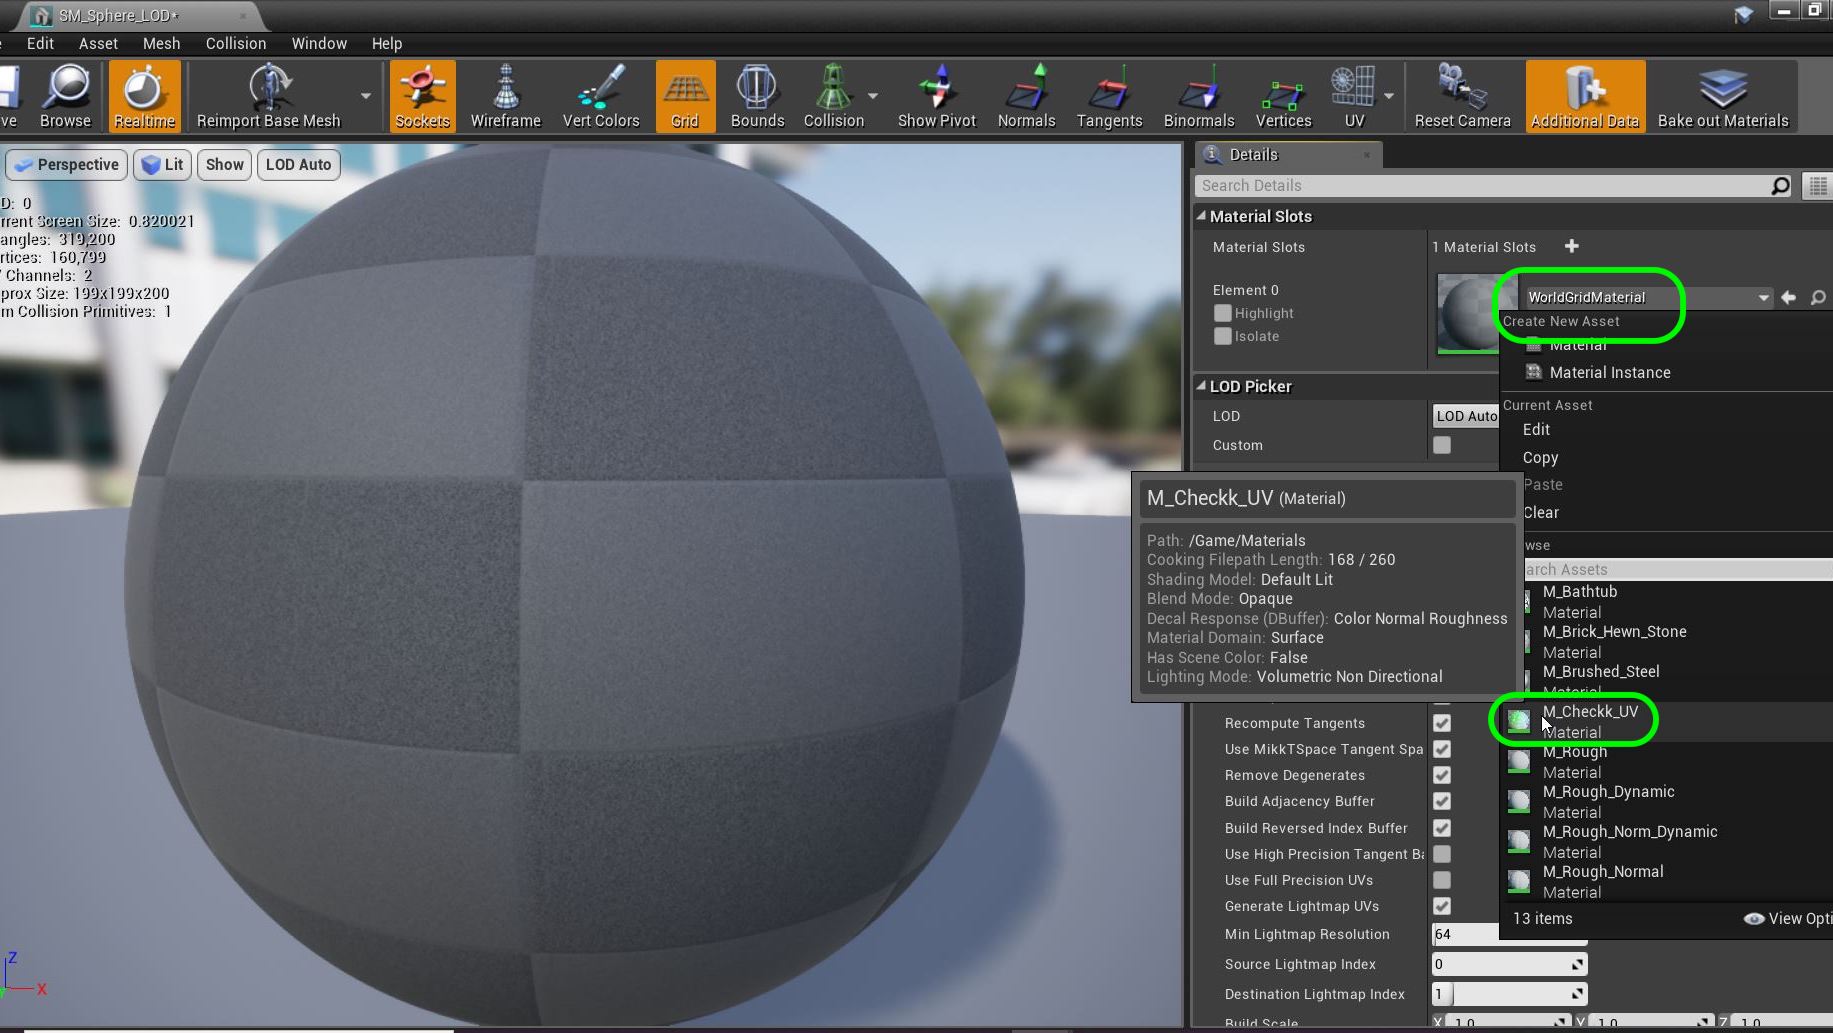 SM_Sphere_LOD*
Edit Asset Mesh Collision Window Help
ve Browse Realtime Reimport Base Mesh Sockets Wireframe Vert Colors Grid Bounds Collision Show Pivot Normals Tangents Binormals Vertices UV Reset Camera Additional Data Bake out Materials
Perspective Lit Show LOD Auto
D: 0
rrent Screen Size: 0.820021
angles: 319,200
rtices: 160,799
Channels: 2
prox Size: 199x199x200
m Collision Primitives: 1
Z
X
Details
Search Details
Material Slots
Material Slots 1 Material Slots
Element 0
Highlight
Isolate
WorldGridMaterial
Create New Asset
Material
Material Instance
Current Asset
Edit
Copy
Paste
Clear
wse
arch Assets
M_Bathtub
Material
M_Brick_Hewn_Stone
Material
M_Brushed_Steel
Material
M_Checkk_UV
Material
M_Rough
Material
M_Rough_Dynamic
Material
M_Rough_Norm_Dynamic
Material
M_Rough_Normal
Material
13 items View Opti
LOD Picker
LOD LOD Auto
Custom
M_Checkk_UV (Material)
Path: /Game/Materials
Cooking Filepath Length: 168 / 260
Shading Model: Default Lit
Blend Mode: Opaque
Decal Response (DBuffer): Color Normal Roughness
Material Domain: Surface
Has Scene Color: False
Lighting Mode: Volumetric Non Directional
Recompute Tangents
Use MikkTSpace Tangent Spa
Remove Degenerates
Build Adjacency Buffer
Build Reversed Index Buffer
Use High Precision Tangent Ba
Use Full Precision UVs
Generate Lightmap UVs
Min Lightmap Resolution 64
Source Lightmap Index 0
Destination Lightmap Index 1
Build Scale X 1.0 Y 1.0 Z 1.0